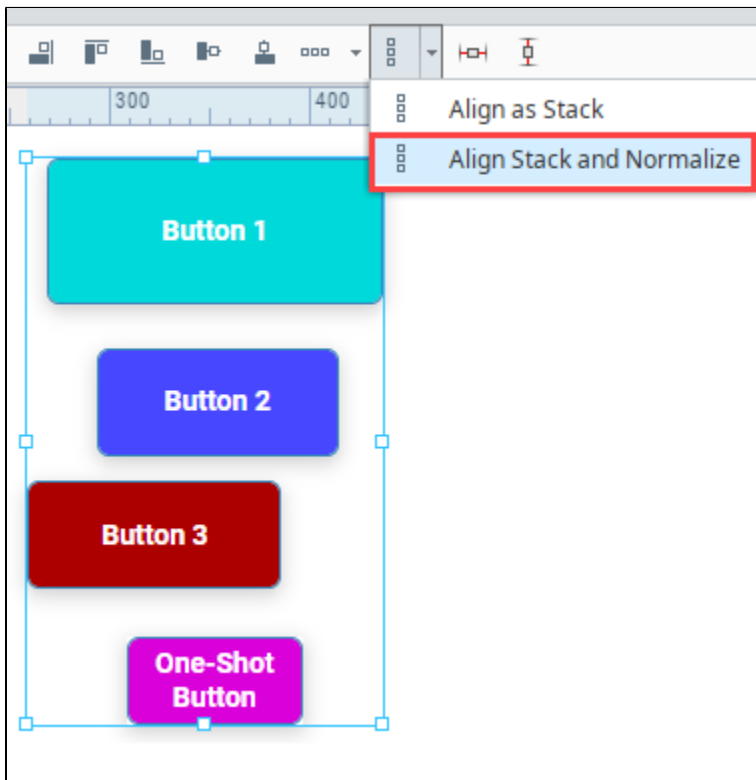 300
400
Align as Stack
Align Stack and Normalize
Button 1
Button 2
Button 3
One-Shot
Button